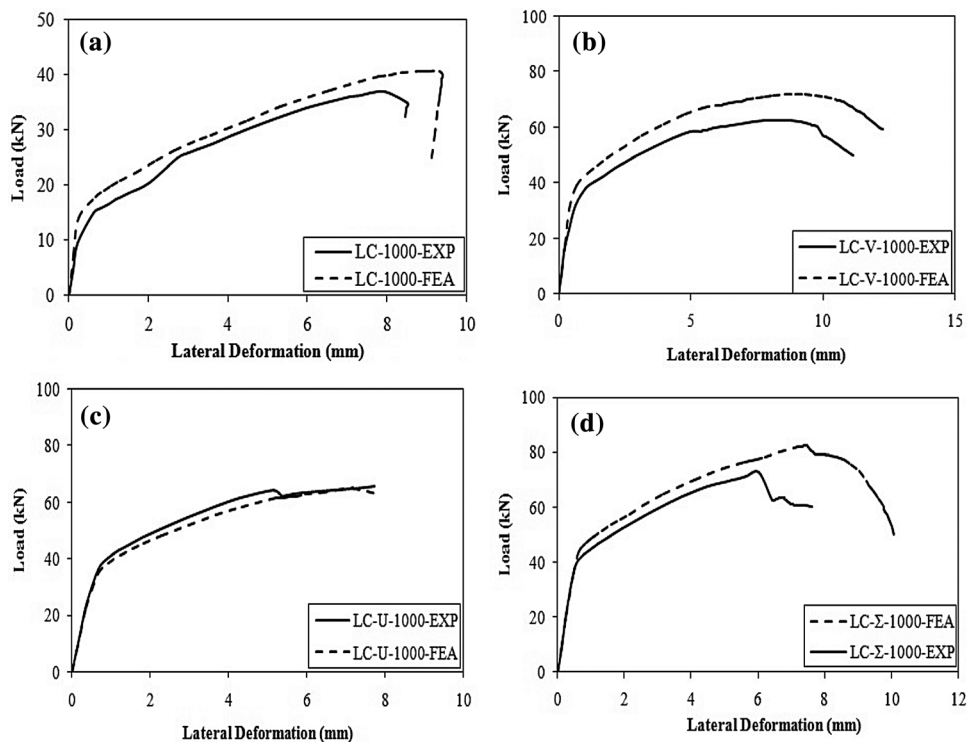 (a)
50
40
30
20
10
0
Load (kN)
LC-1000-EXP
LC-1000-FEA
0 2 4 6 8 10
Lateral Deformation (mm)
(b)
100
80
60
40
20
0
Load (kN)
LC-V-1000-EXP
LC-V-1000-FEA
0 5 10 15
Lateral Deformation (mm)
(c)
100
80
60
40
20
0
Load (kN)
LC-U-1000-EXP
LC-U-1000-FEA
0 2 4 6 8 10
Lateral Deformation (mm)
(d)
100
80
60
40
20
0
Load (kN)
LC-Σ-1000-FEA
LC-Σ-1000-EXP
0 2 4 6 8 10 12
Lateral Deformation (mm)